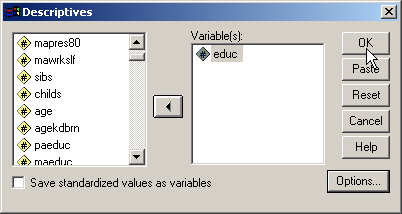 Descriptives
mapres80
mawrkslf
sibs
childs
age
agekdbrn
paeduc
maeduc
Variable(s):
educ
OK
Paste
Reset
Cancel
Help
Save standardized values as variables
Options...